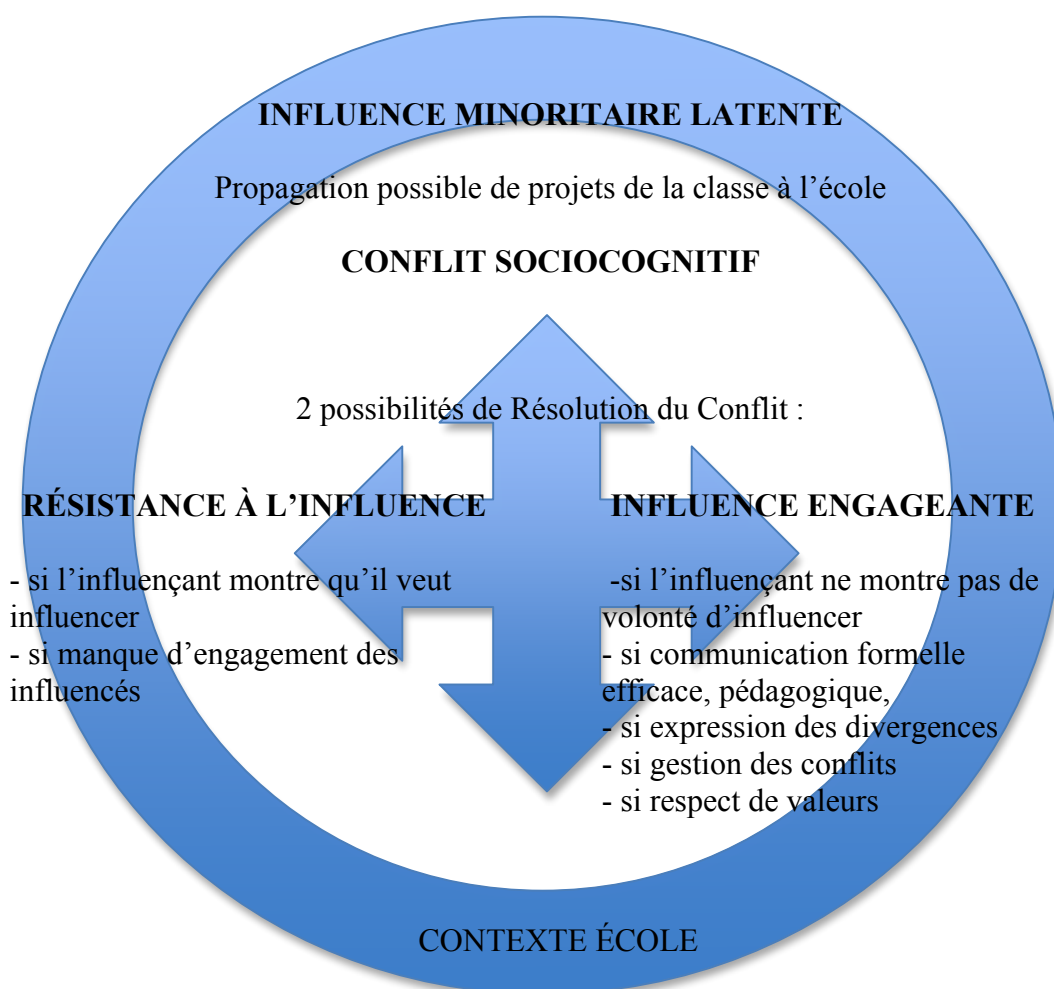 INFLUENCE MINORITAIRE LATENTE
Propagation possible de projets de la classe à l’école
CONFLIT SOCIOCOGNITIF
2 possibilités de Résolution du Conflit :
RÉSISTANCE À L’INFLUENCE
- si l’influençant montre qu’il veut
influencer
- si manque d’engagement des
influencés
INFLUENCE ENGAGEANTE
-si l’influençant ne montre pas de
volonté d’influencer
- si communication formelle
efficace, pédagogique,
- si expression des divergences
- si gestion des conflits
- si respect de valeurs
CONTEXTE ÉCOLE